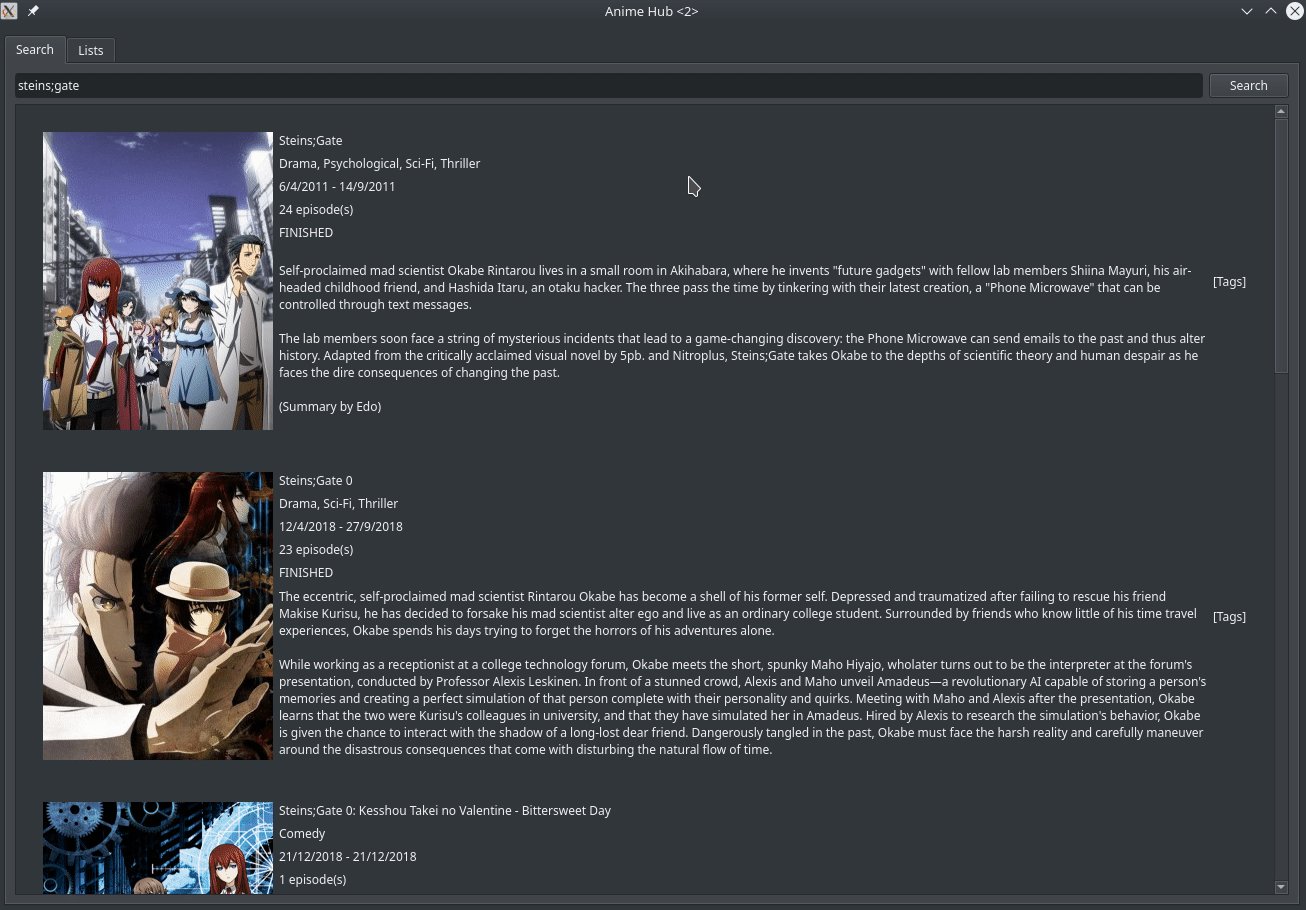 Anime Hub <2>
Search
Lists
steins;gate
Search
Steins;Gate
Drama, Psychological, Sci-Fi, Thriller
6/4/2011 - 14/9/2011
24 episode(s)
FINISHED
Self-proclaimed mad scientist Okabe Rintarou lives in a small room in Akihabara, where he invents "future gadgets" with fellow lab members Shiina Mayuri, his air-
headed childhood friend, and Hashida Itaru, an otaku hacker. The three pass the time by tinkering with their latest creation, a "Phone Microwave" that can be
controlled through text messages.
[Tags]
The lab members soon face a string of mysterious incidents that lead to a game-changing discovery: the Phone Microwave can send emails to the past and thus alter
history. Adapted from the critically acclaimed visual novel by 5pb. and Nitroplus, Steins;Gate takes Okabe to the depths of scientific theory and human despair as he
faces the dire consequences of changing the past.
(Summary by Edo)
Steins;Gate 0
Drama, Sci-Fi, Thriller
12/4/2018 - 27/9/2018
23 episode(s)
FINISHED
The eccentric, self-proclaimed mad scientist Rintarou Okabe has become a shell of his former self. Depressed and traumatized after failing to rescue his friend
Makise Kurisu, he has decided to forsake his mad scientist alter ego and live as an ordinary college student. Surrounded by friends who know little of his time travel
experiences, Okabe spends his days trying to forget the horrors of his adventures alone.
[Tags]
While working as a receptionist at a college technology forum, Okabe meets the short, spunky Maho Hiyajo, wholater turns out to be the interpreter at the forum's
presentation, conducted by Professor Alexis Leskinen. In front of a stunned crowd, Alexis and Maho unveil Amadeus—a revolutionary AI capable of storing a person's
memories and creating a perfect simulation of that person complete with their personality and quirks. Meeting with Maho and Alexis after the presentation, Okabe
learns that the two were Kurisu's colleagues in university, and that they have simulated her in Amadeus. Hired by Alexis to research the simulation's behavior, Okabe
is given the chance to interact with the shadow of a long-lost dear friend. Dangerously tangled in the past, Okabe must face the harsh reality and carefully maneuver
around the disastrous consequences that come with disturbing the natural flow of time.
Steins;Gate 0: Kesshou Takei no Valentine - Bittersweet Day
Comedy
21/12/2018 - 21/12/2018
1 episode(s)